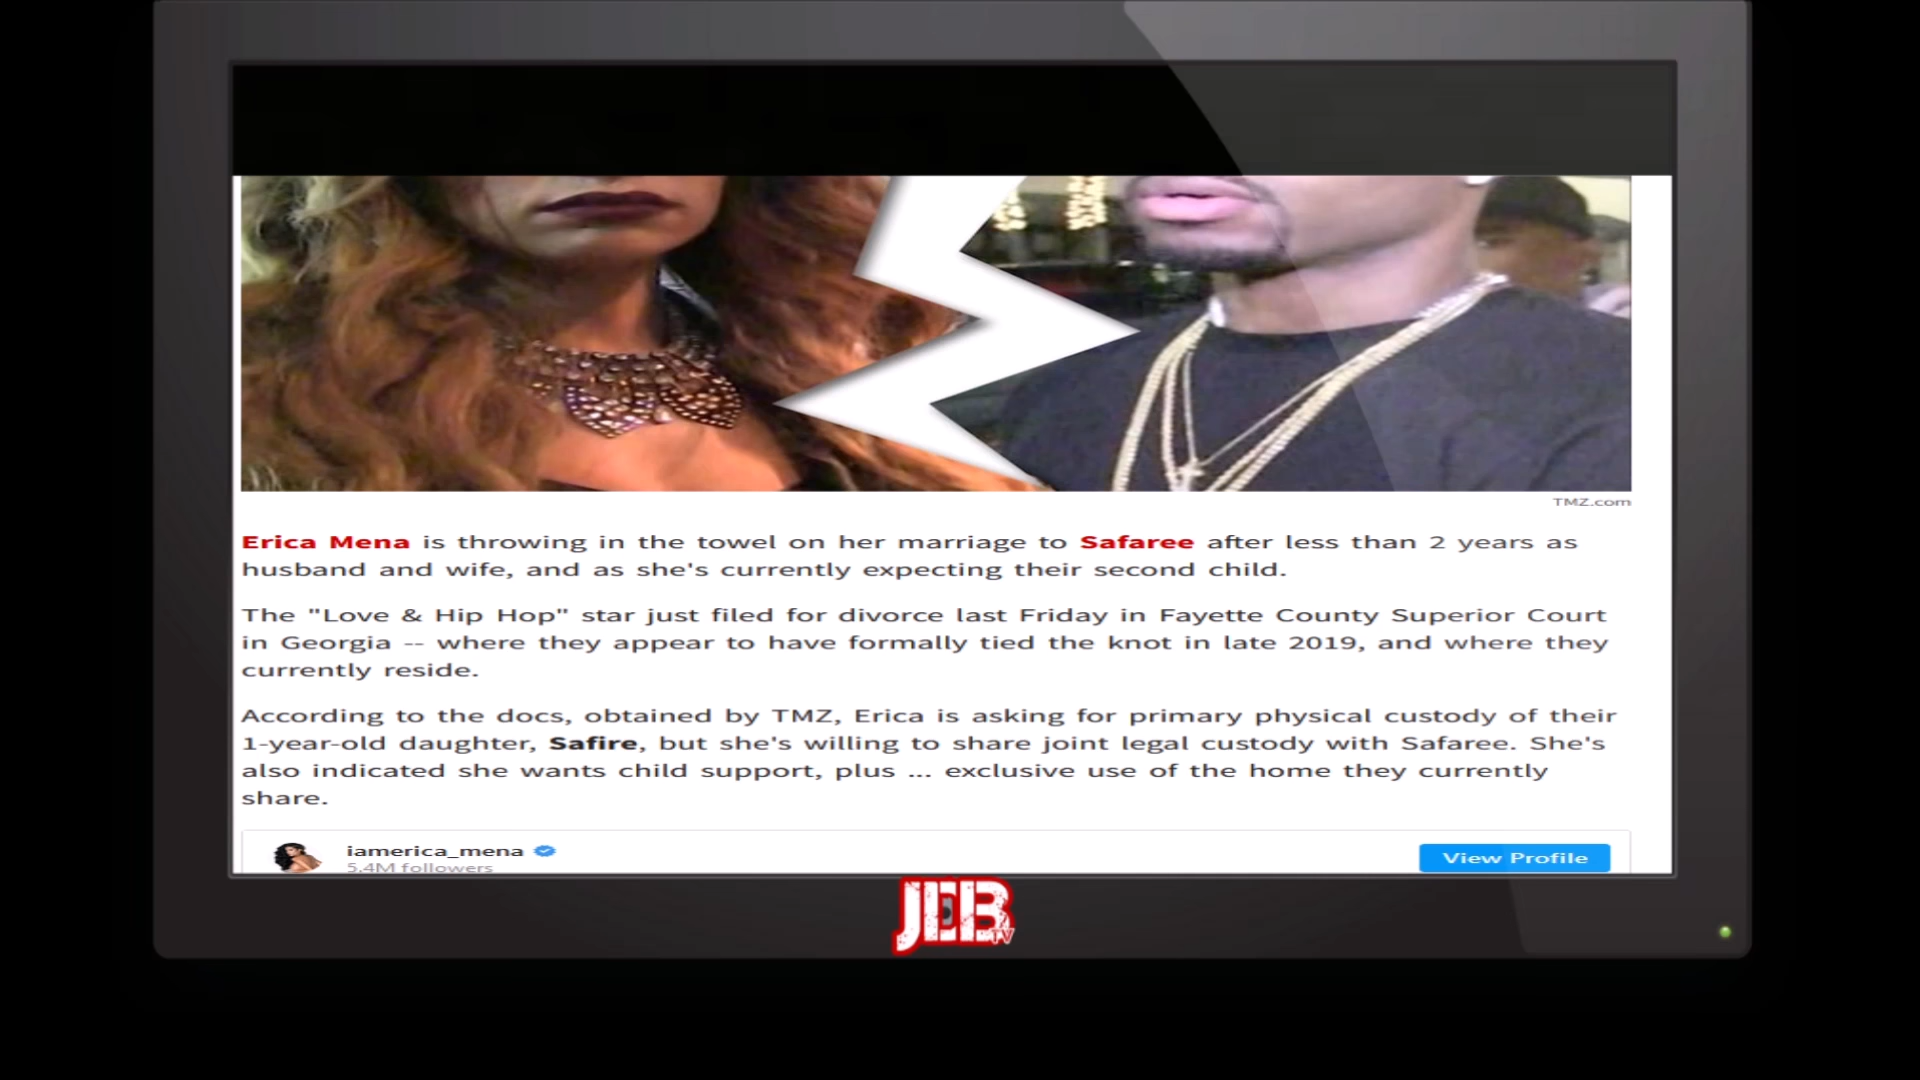 TMZ.com
Erica Mena is throwing in the towel on her marriage to Safaree after less than 2 years as
husband and wife, and as she's currently expecting their second child.
The "Love & Hip Hop" star just filed for divorce last Friday in Fayette County Superior Court
in Georgia -- where they appear to have formally tied the knot in late 2019, and where they
currently reside.
According to the docs, obtained by TMZ, Erica is asking for primary physical custody of their
1-year-old daughter, Safire, but she's willing to share joint legal custody with Safaree. She's
also indicated she wants child support, plus ... exclusive use of the home they currently
share.
iamerica_mena
View Profile
5.4M followers
JEB
TV